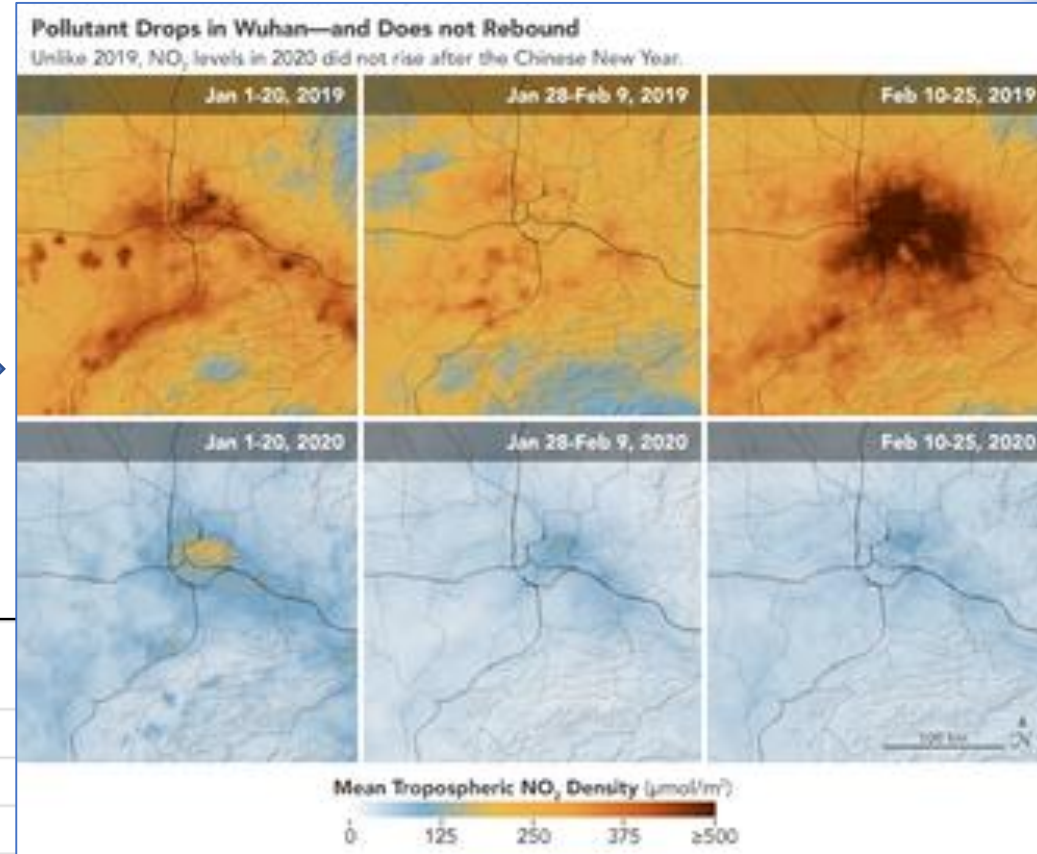 Pollutant Drops in Wuhan—and Does not Rebound
Unlike 2019, NO₂ levels in 2020 did not rise after the Chinese New Year.
Jan 1-20, 2019
Jan 28-Feb 9, 2019
Feb 10-25, 2019
Jan 1-20, 2020
Jan 28-Feb 9, 2020
Feb 10-25, 2020
N
Mean Tropospheric NO₂ Density (μmol/m²)
0 125 250 375 ≥500